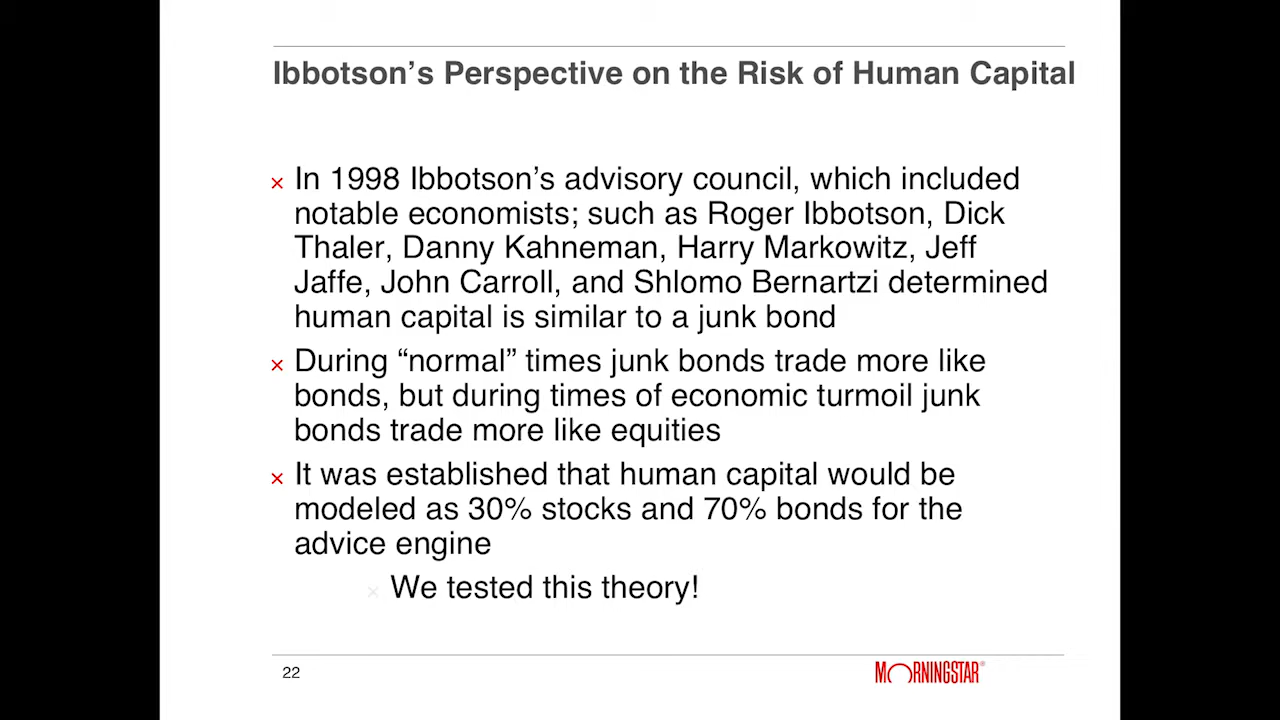 Ibbotson’s Perspective on the Risk of Human Capital
× In 1998 Ibbotson’s advisory council, which included
notable economists; such as Roger Ibbotson, Dick
Thaler, Danny Kahneman, Harry Markowitz, Jeff
Jaffe, John Carroll, and Shlomo Bernartzi determined
human capital is similar to a junk bond
× During “normal” times junk bonds trade more like
bonds, but during times of economic turmoil junk
bonds trade more like equities
× It was established that human capital would be
modeled as 30% stocks and 70% bonds for the
advice engine
× We tested this theory!
22
MORNINGSTAR®